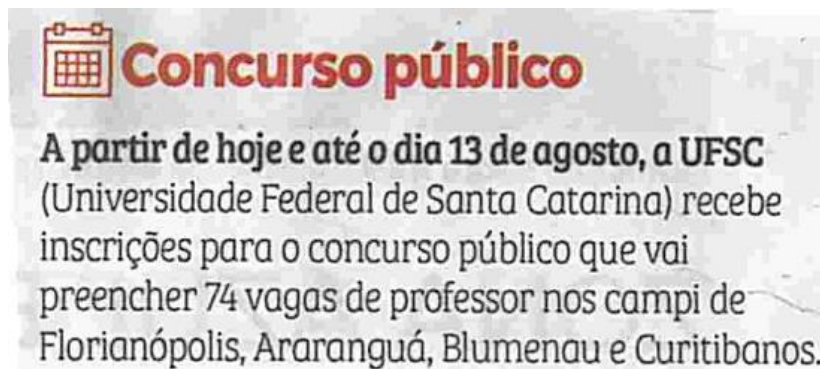 Concurso público
A partir de hoje e até o dia 13 de agosto, a UFSC
(Universidade Federal de Santa Catarina) recebe
inscrições para o concurso público que vai
preencher 74 vagas de professor nos campi de
Florianópolis, Araranguá, Blumenau e Curitibanos.